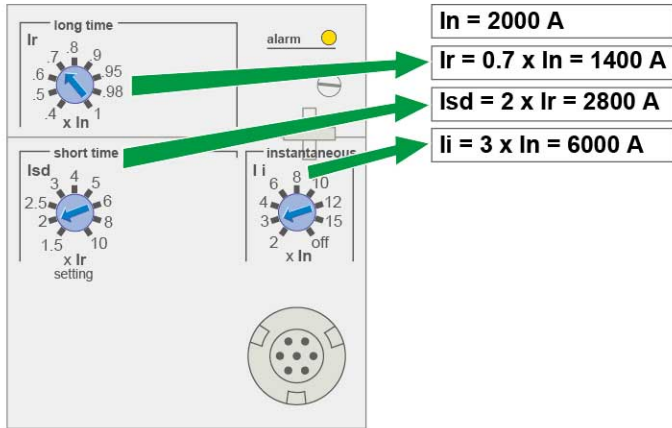 long time
Ir
.4
.5
.6
.7
.8
.9
.95
.98
1
x In
alarm
short time
Isd
1.5
2
2.5
3
4
5
6
8
10
x Ir
setting
instantaneous
I i
2
3
4
6
8
10
12
15
off
x In
In = 2000 A
Ir = 0.7 x In = 1400 A
Isd = 2 x Ir = 2800 A
Ii = 3 x In = 6000 A